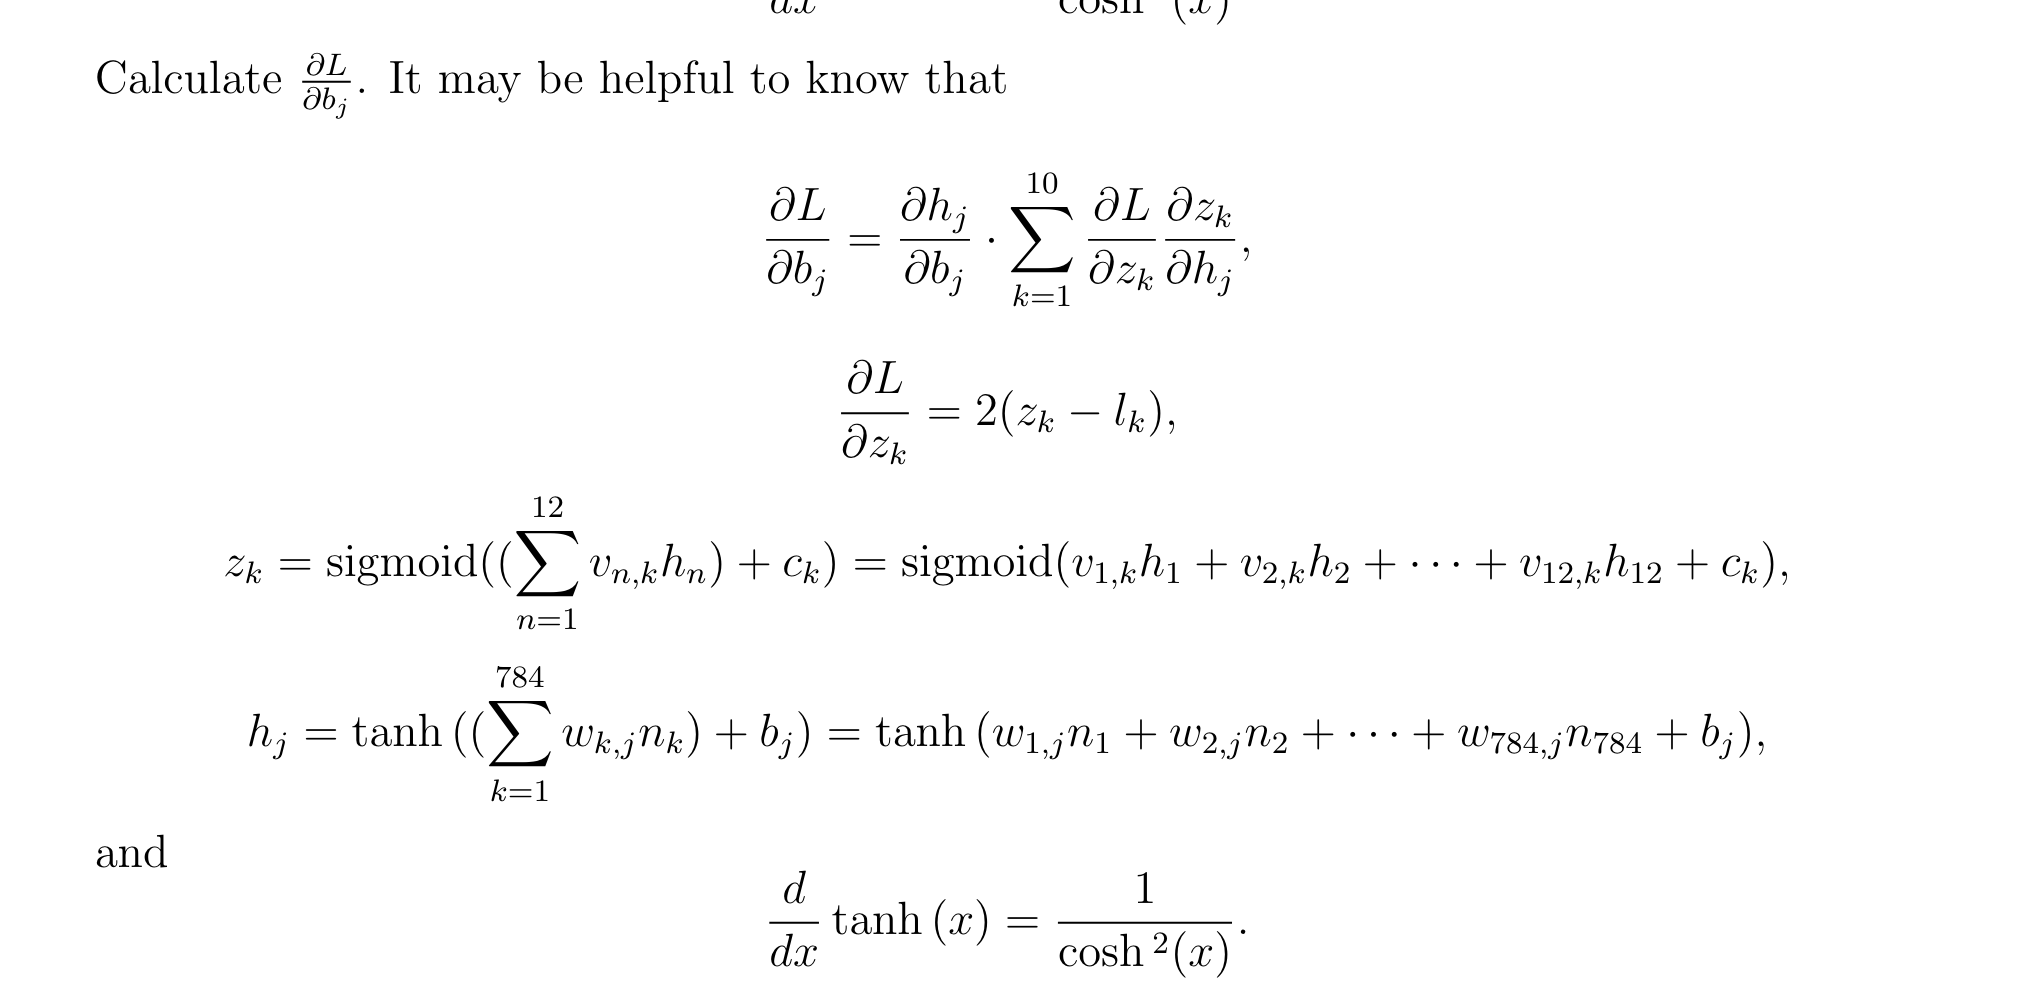 dx cosh (x)
Calculate ∂L/∂b_j. It may be helpful to know that
∂L/∂b_j = ∂h_j/∂b_j · ∑_{k=1}^{10} ∂L/∂z_k ∂z_k/∂h_j,
∂L/∂z_k = 2(z_k − l_k),
z_k = sigmoid((∑_{n=1}^{12} v_{n,k}h_n) + c_k) = sigmoid(v_{1,k}h_1 + v_{2,k}h_2 + ··· + v_{12,k}h_{12} + c_k),
h_j = tanh ((∑_{k=1}^{784} w_{k,j}n_k) + b_j) = tanh (w_{1,j}n_1 + w_{2,j}n_2 + ··· + w_{784,j}n_{784} + b_j),
and
d/dx tanh (x) = 1/cosh²(x).